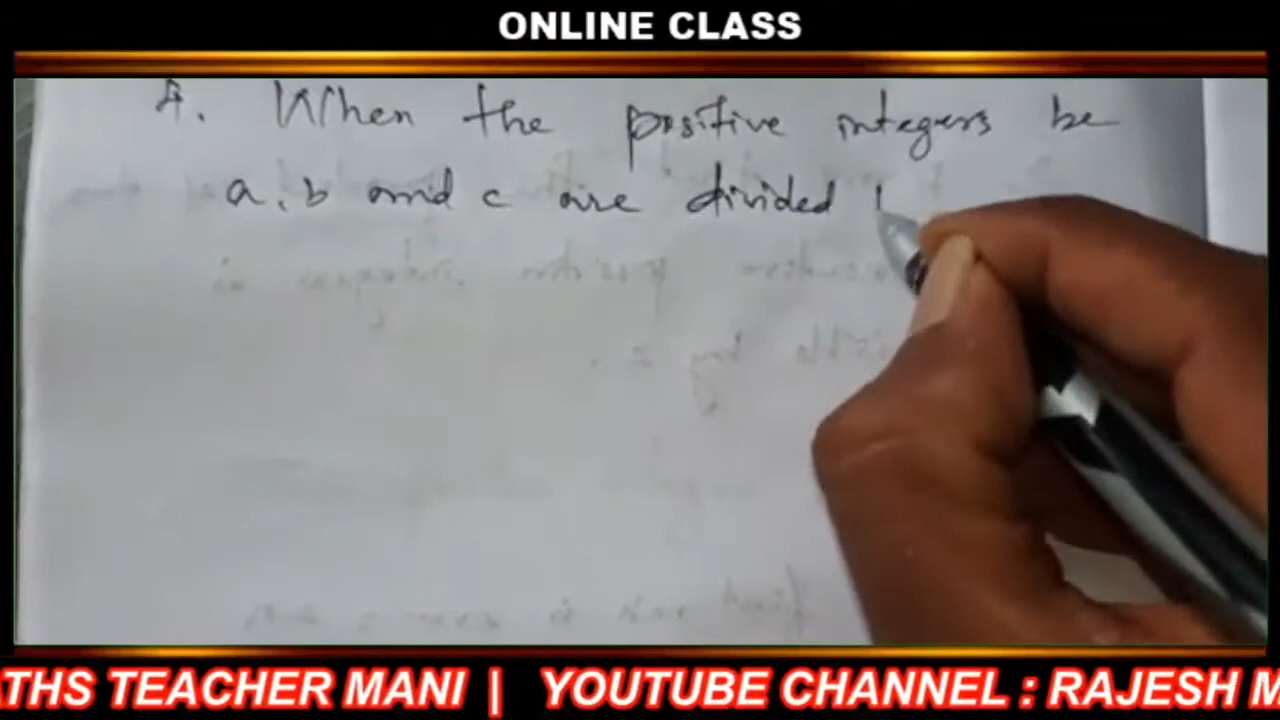 ONLINE CLASS
4. When the positive integers be
a, b and c are divided
ATHS TEACHER MANI | YOUTUBE CHANNEL : RAJESH M